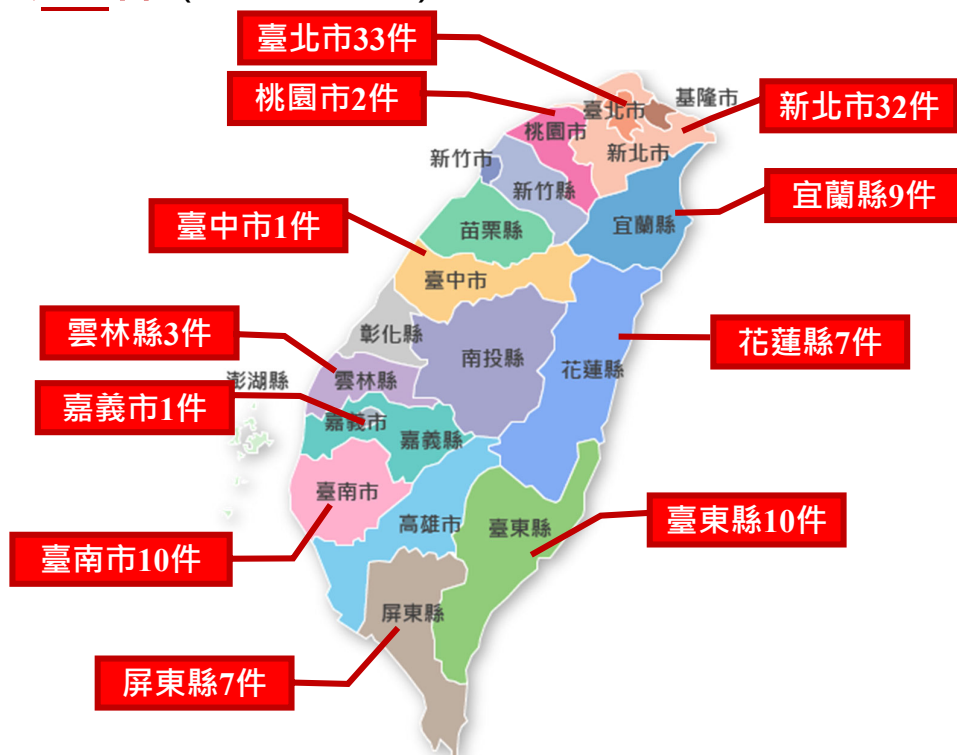 臺北市33件
桃園市2件
基隆市
臺北市
新北市32件
桃園市
新北市
新竹市
新竹縣
宜蘭縣9件
臺中市1件
苗栗縣
宜蘭縣
臺中市
雲林縣3件
彰化縣
南投縣
花蓮縣7件
花蓮縣
澎湖縣
雲林縣
嘉義市1件
嘉義市
嘉義縣
臺南市
高雄市
臺東縣
臺東縣10件
臺南市10件
屏東縣
屏東縣7件